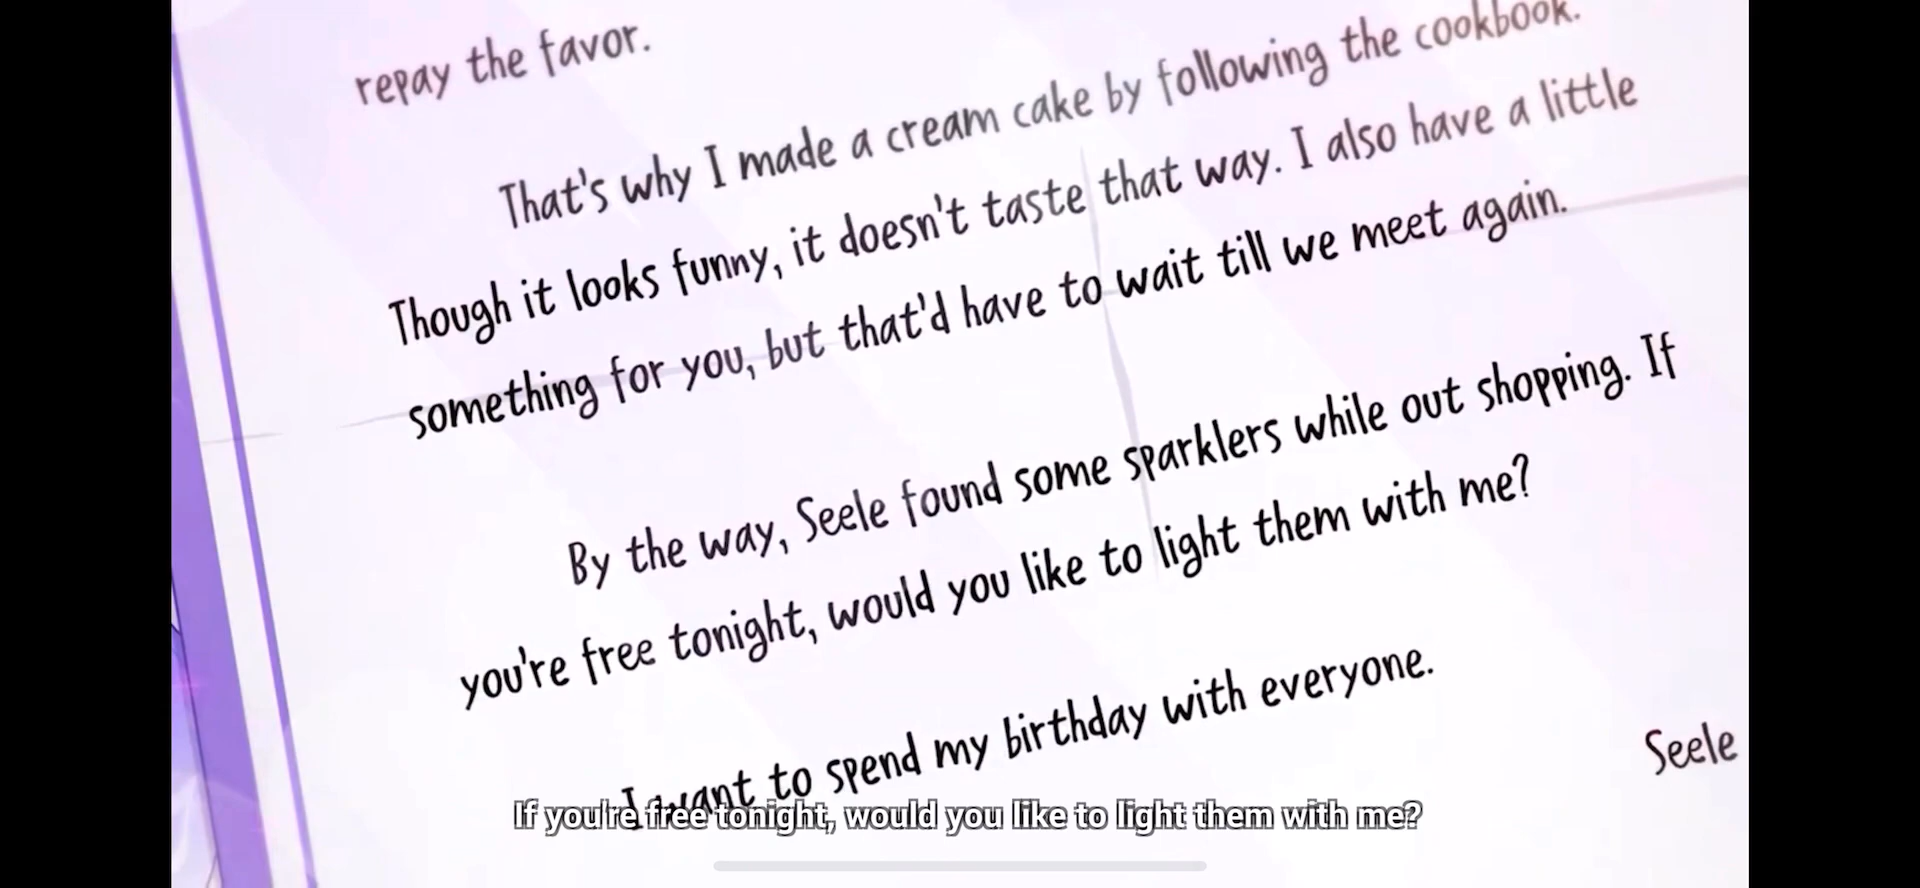 repay the favor.
That's why I made a cream cake by following the cookbook.
Though it looks funny, it doesn't taste that way. I also have a little
something for you, but that'd have to wait till we meet again.
By the way, Seele found some sparklers while out shopping. If
you're free tonight, would you like to light them with me?
I want to spend my birthday with everyone.
Seele
If you're free tonight, would you like to light them with me?